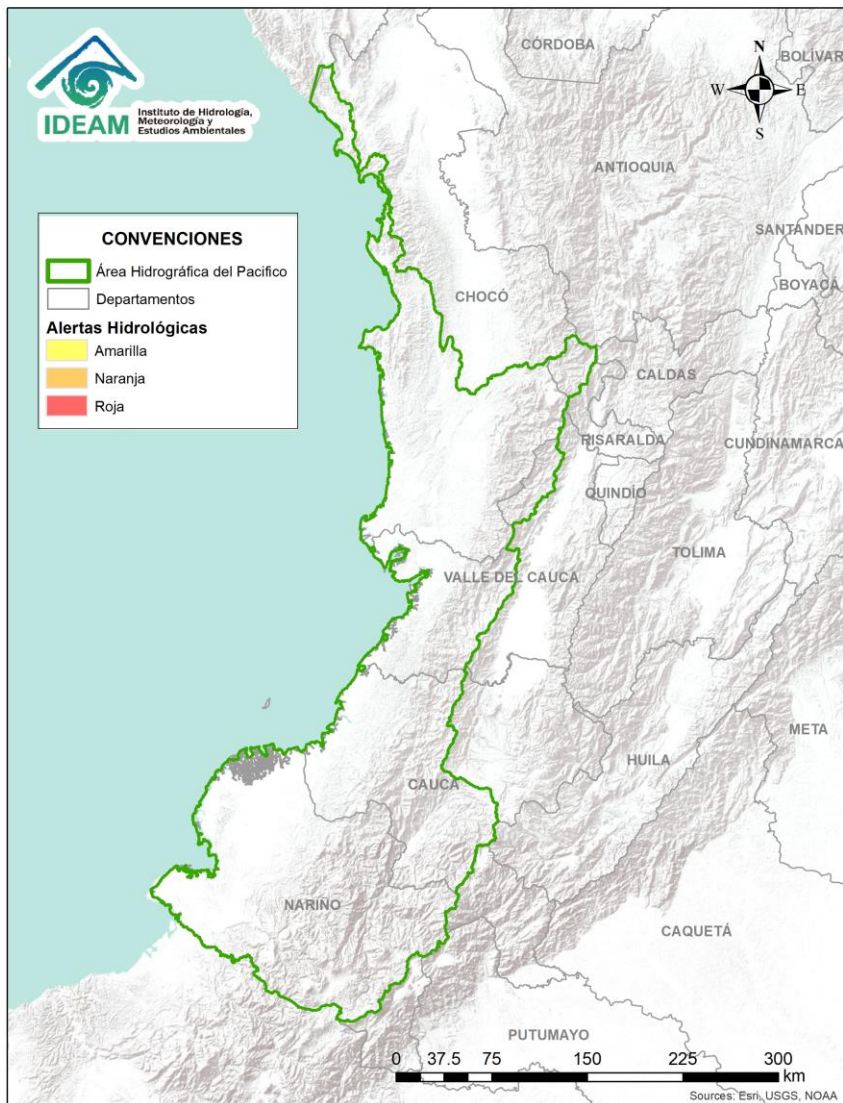 IDEAM
Instituto de Hidrología,
Meteorología y
Estudios Ambientales
N
W
E
S
CONVENCIONES
Área Hidrográfica del Pacifico
Departamentos
Alertas Hidrológicas
Amarilla
Naranja
Roja
CÓRDOBA
BOLÍVAR
ANTIOQUIA
SANTANDER
BOYACÁ
CHOCÓ
CALDAS
RISARALDA
CUNDINAMARCA
QUINDÍO
TOLIMA
VALLE DEL CAUCA
META
HUILA
CAUCA
NARIÑO
CAQUETÁ
PUTUMAYO
0 37.5 75 150 225 300
km
Sources: Esri, USGS, NOAA